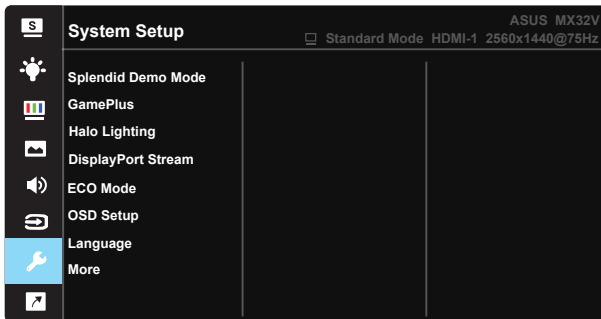 S
System Setup
ASUS MX32V
Standard Mode HDMI-1 2560x1440@75Hz
Splendid Demo Mode
GamePlus
Halo Lighting
DisplayPort Stream
ECO Mode
OSD Setup
Language
More